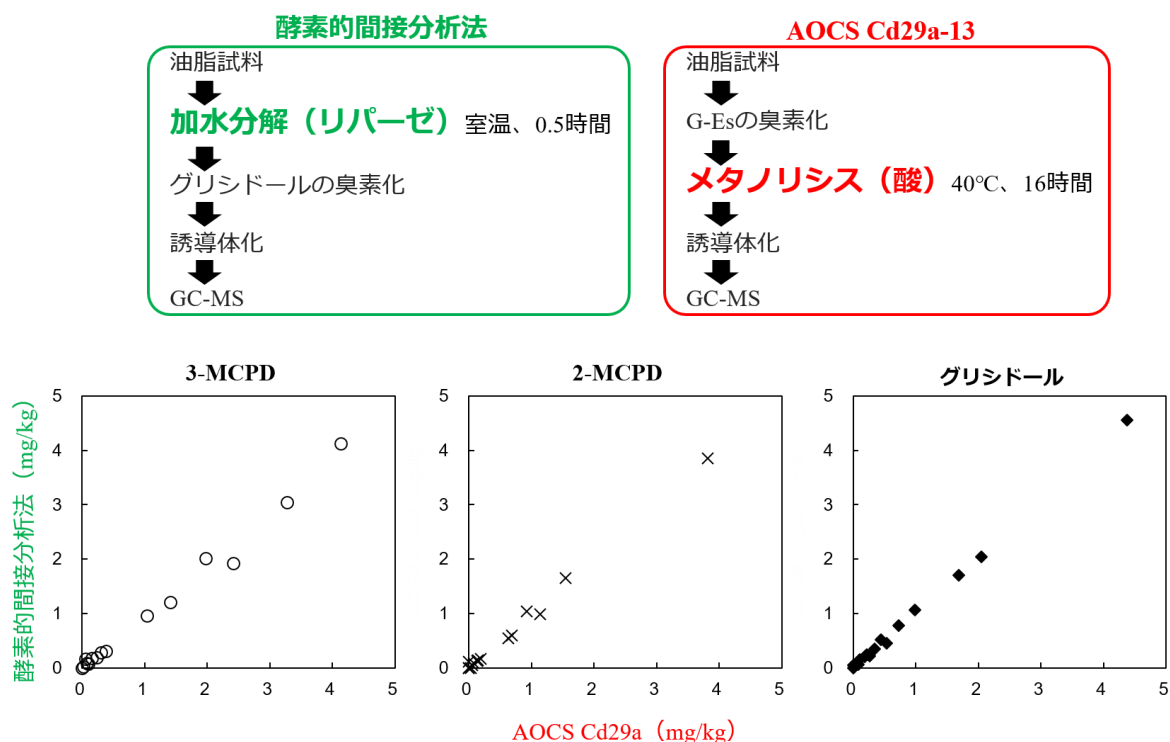 酵素的間接分析法
油脂試料
加水分解（リパーゼ）室温、0.5時間
グリシドールの臭素化
誘導体化
GC-MS
AOCS Cd29a-13
油脂試料
G-Esの臭素化
メタノリシス（酸）40℃、16時間
誘導体化
GC-MS
酵素的間接分析法（mg/kg）
3-MCPD
5
4
3
2
1
0
0 1 2 3 4 5
2-MCPD
5
4
3
2
1
0
0 1 2 3 4 5
グリシドール
5
4
3
2
1
0
0 1 2 3 4 5
AOCS Cd29a（mg/kg）